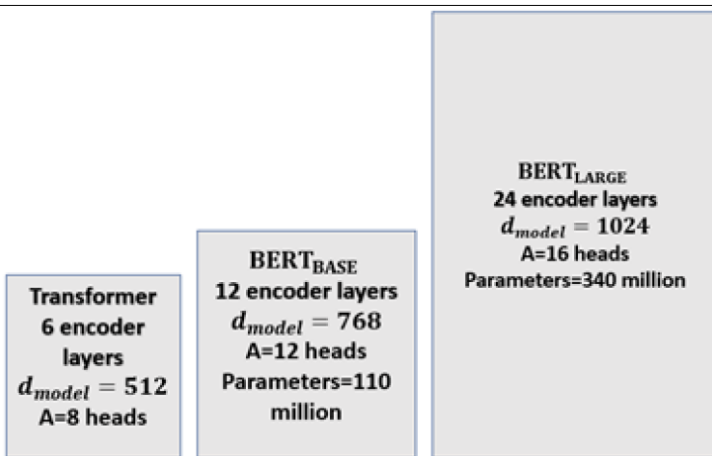 Transformer
6 encoder
layers
d_model = 512
A=8 heads
BERT_BASE
12 encoder layers
d_model = 768
A=12 heads
Parameters=110
million
BERT_LARGE
24 encoder layers
d_model = 1024
A=16 heads
Parameters=340 million